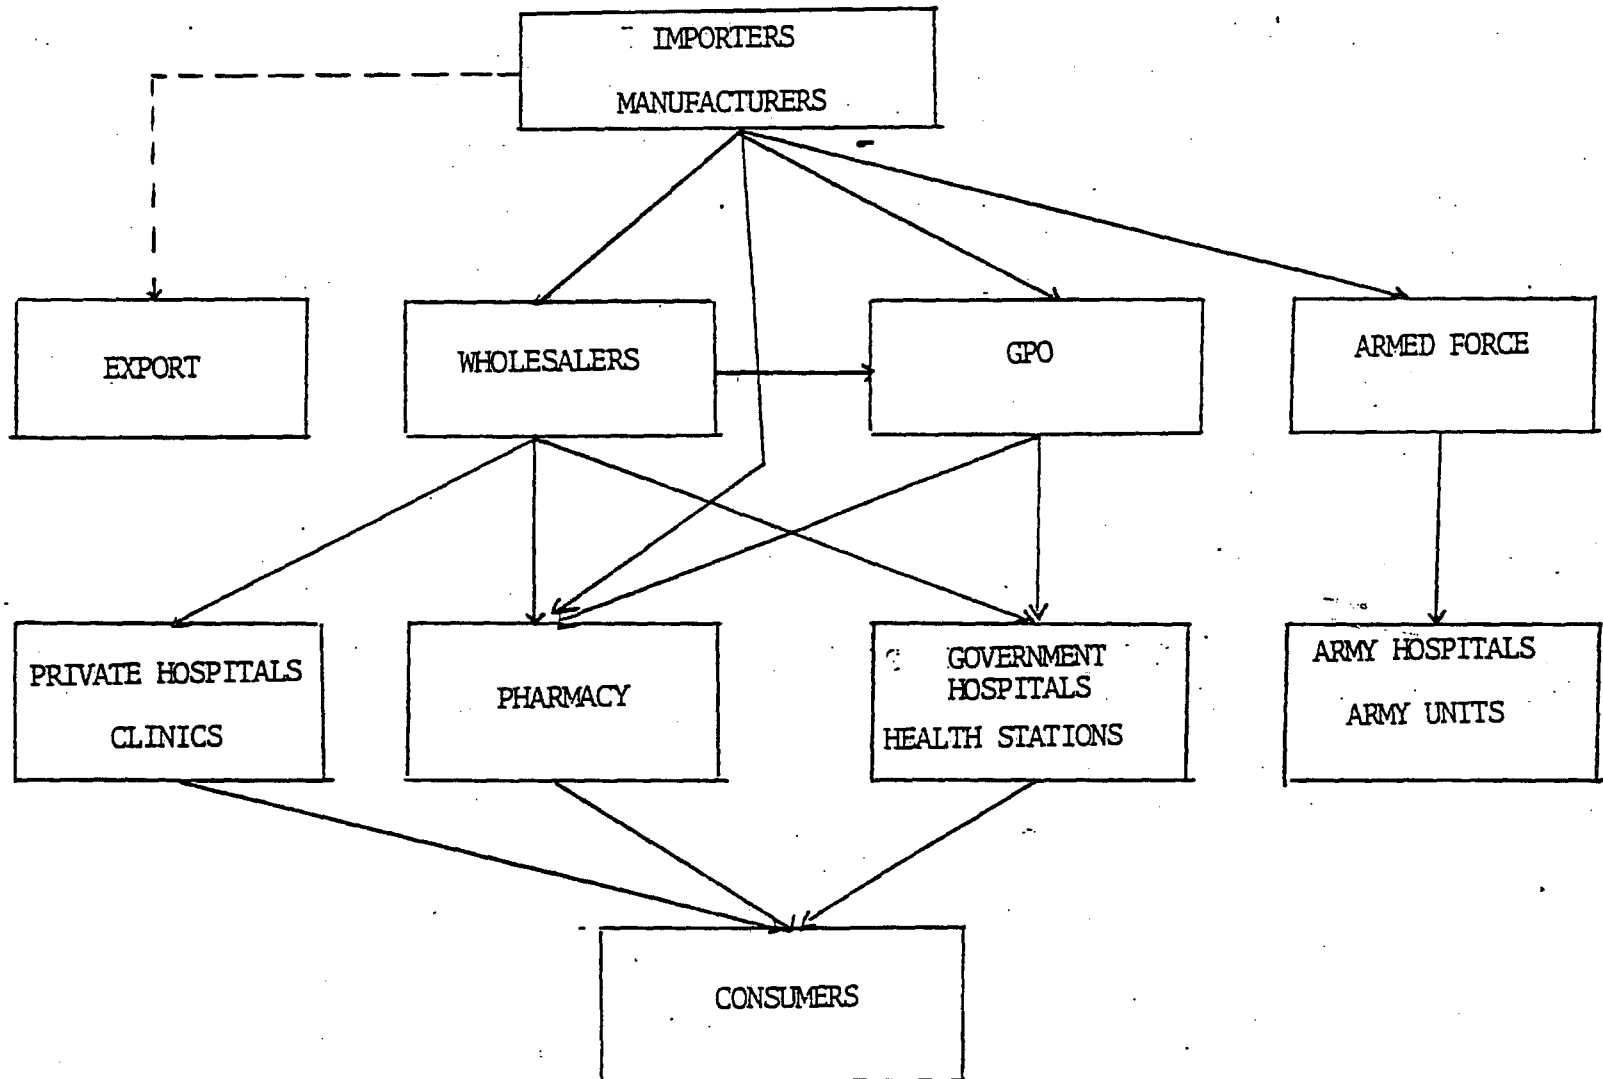 IMPORTERS
MANUFACTURERS
EXPORT
WHOLESALERS
GPO
ARMED FORCE
PRIVATE HOSPITALS
CLINICS
PHARMACY
GOVERNMENT
HOSPITALS
HEALTH STATIONS
ARMY HOSPITALS
ARMY UNITS
CONSUMERS